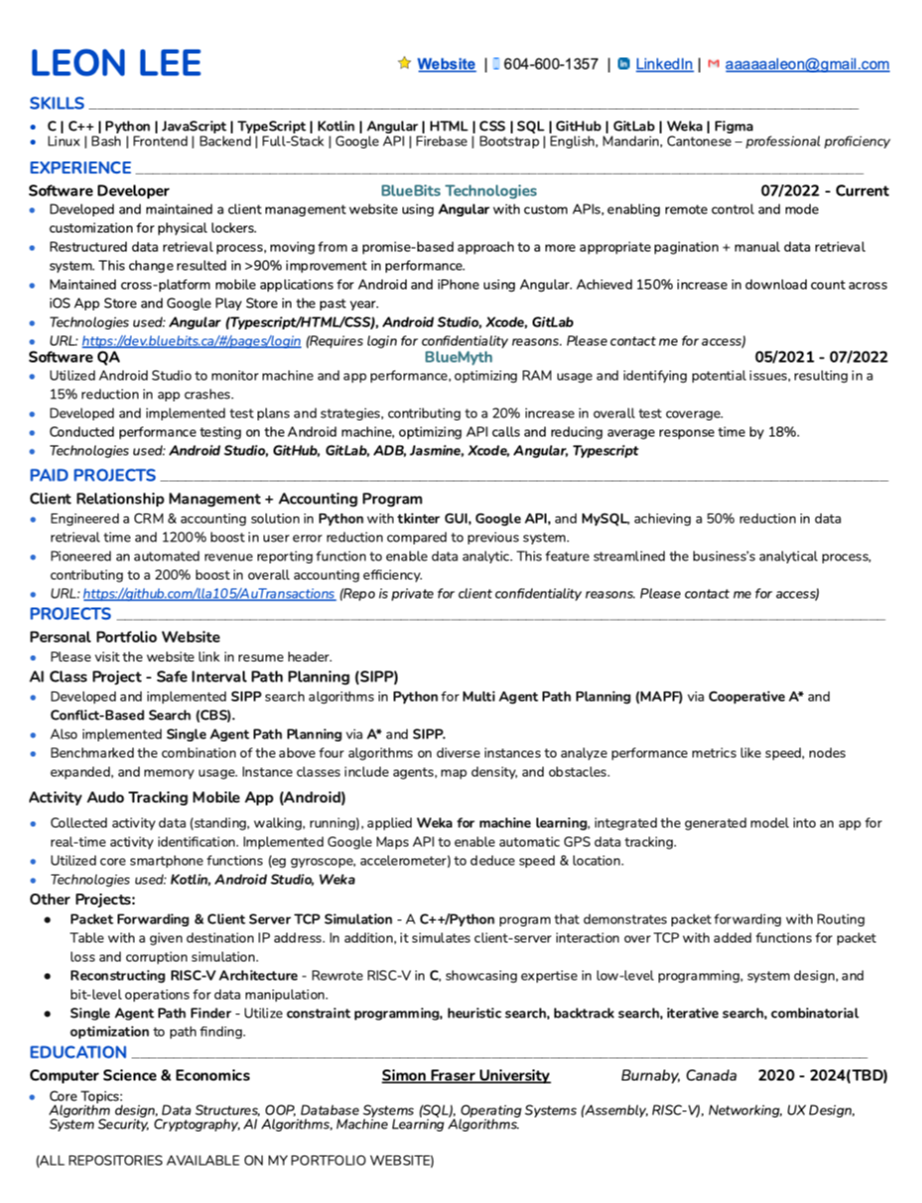 LEON LEE
Website | 604-600-1357 | LinkedIn | aaaaaaleon@gmail.com
SKILLS
• C | C++ | Python | JavaScript | TypeScript | Kotlin | Angular | HTML | CSS | SQL | GitHub | GitLab | Weka | Figma
• Linux | Bash | Frontend | Backend | Full-Stack | Google API | Firebase | Bootstrap | English, Mandarin, Cantonese – professional proficiency
EXPERIENCE
Software Developer BlueBits Technologies 07/2022 - Current
• Developed and maintained a client management website using Angular with custom APIs, enabling remote control and mode
customization for physical lockers.
• Restructured data retrieval process, moving from a promise-based approach to a more appropriate pagination + manual data retrieval
system. This change resulted in >90% improvement in performance.
• Maintained cross-platform mobile applications for Android and iPhone using Angular. Achieved 150% increase in download count across
iOS App Store and Google Play Store in the past year.
• Technologies used: Angular (Typescript/HTML/CSS), Android Studio, Xcode, GitLab
• URL: https://dev.bluebits.ca/#/pages/login (Requires login for confidentiality reasons. Please contact me for access)
Software QA BlueMyth 05/2021 - 07/2022
• Utilized Android Studio to monitor machine and app performance, optimizing RAM usage and identifying potential issues, resulting in a
15% reduction in app crashes.
• Developed and implemented test plans and strategies, contributing to a 20% increase in overall test coverage.
• Conducted performance testing on the Android machine, optimizing API calls and reducing average response time by 18%.
• Technologies used: Android Studio, GitHub, GitLab, ADB, Jasmine, Xcode, Angular, Typescript
PAID PROJECTS
Client Relationship Management + Accounting Program
• Engineered a CRM & accounting solution in Python with tkinter GUI, Google API, and MySQL, achieving a 50% reduction in data
retrieval time and 1200% boost in user error reduction compared to previous system.
• Pioneered an automated revenue reporting function to enable data analytic. This feature streamlined the business's analytical process,
contributing to a 200% boost in overall accounting efficiency.
• URL: https://github.com/lla105/AuTransactions (Repo is private for client confidentiality reasons. Please contact me for access)
PROJECTS
Personal Portfolio Website
• Please visit the website link in resume header.
AI Class Project - Safe Interval Path Planning (SIPP)
• Developed and implemented SIPP search algorithms in Python for Multi Agent Path Planning (MAPF) via Cooperative A* and
Conflict-Based Search (CBS).
• Also implemented Single Agent Path Planning via A* and SIPP.
• Benchmarked the combination of the above four algorithms on diverse instances to analyze performance metrics like speed, nodes
expanded, and memory usage. Instance classes include agents, map density, and obstacles.
Activity Audo Tracking Mobile App (Android)
• Collected activity data (standing, walking, running), applied Weka for machine learning, integrated the generated model into an app for
real-time activity identification. Implemented Google Maps API to enable automatic GPS data tracking.
• Utilized core smartphone functions (eg gyroscope, accelerometer) to deduce speed & location.
• Technologies used: Kotlin, Android Studio, Weka
Other Projects:
• Packet Forwarding & Client Server TCP Simulation - A C++/Python program that demonstrates packet forwarding with Routing
Table with a given destination IP address. In addition, it simulates client-server interaction over TCP with added functions for packet
loss and corruption simulation.
• Reconstructing RISC-V Architecture - Rewrote RISC-V in C, showcasing expertise in low-level programming, system design, and
bit-level operations for data manipulation.
• Single Agent Path Finder - Utilize constraint programming, heuristic search, backtrack search, iterative search, combinatorial
optimization to path finding.
EDUCATION
Computer Science & Economics Simon Fraser University Burnaby, Canada 2020 - 2024(TBD)
• Core Topics:
Algorithm design, Data Structures, OOP, Database Systems (SQL), Operating Systems (Assembly, RISC-V), Networking, UX Design,
System Security, Cryptography, AI Algorithms, Machine Learning Algorithms.
(ALL REPOSITORIES AVAILABLE ON MY PORTFOLIO WEBSITE)